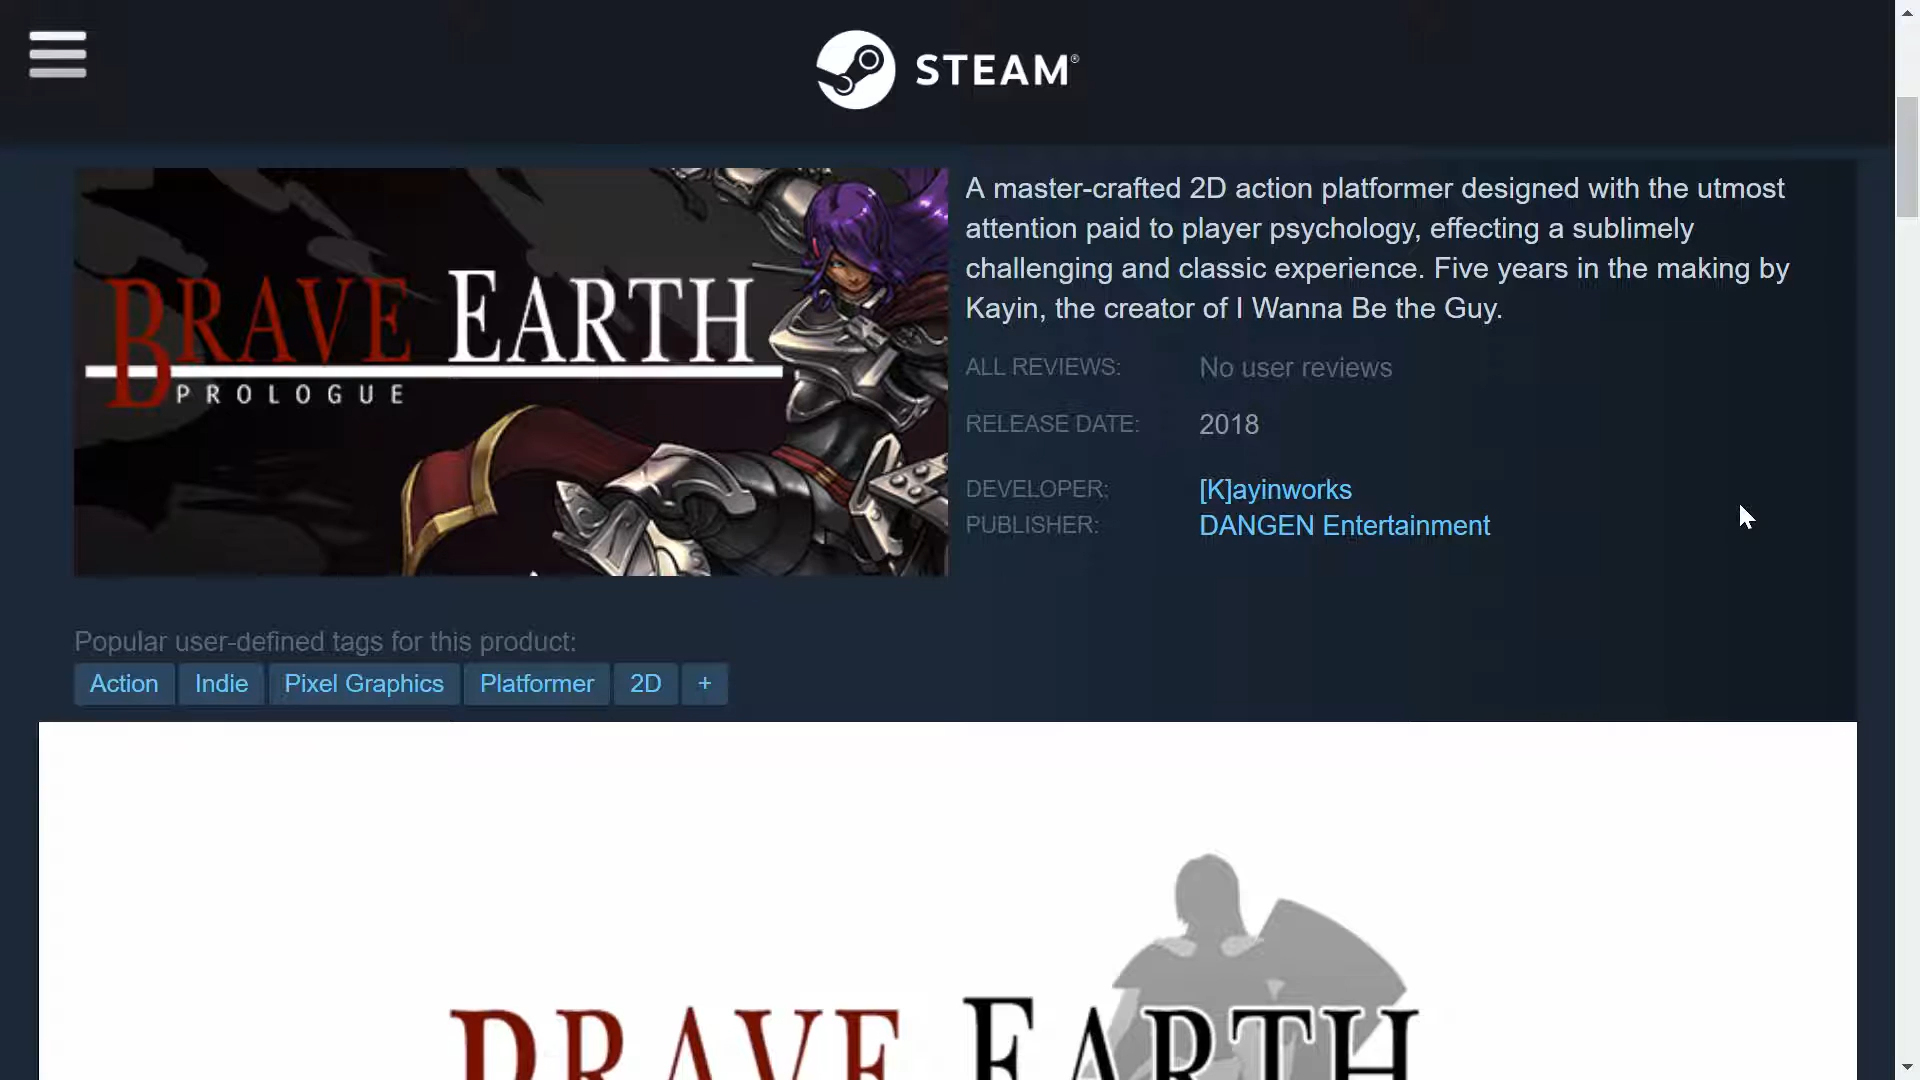 STEAM®
BRAVE EARTH
PROLOGUE
A master-crafted 2D action platformer designed with the utmost
attention paid to player psychology, effecting a sublimely
challenging and classic experience. Five years in the making by
Kayin, the creator of I Wanna Be the Guy.
ALL REVIEWS: No user reviews
RELEASE DATE: 2018
DEVELOPER: [K]ayinworks
PUBLISHER: DANGEN Entertainment
Popular user-defined tags for this product:
Action Indie Pixel Graphics Platformer 2D +
BRAVE EARTH